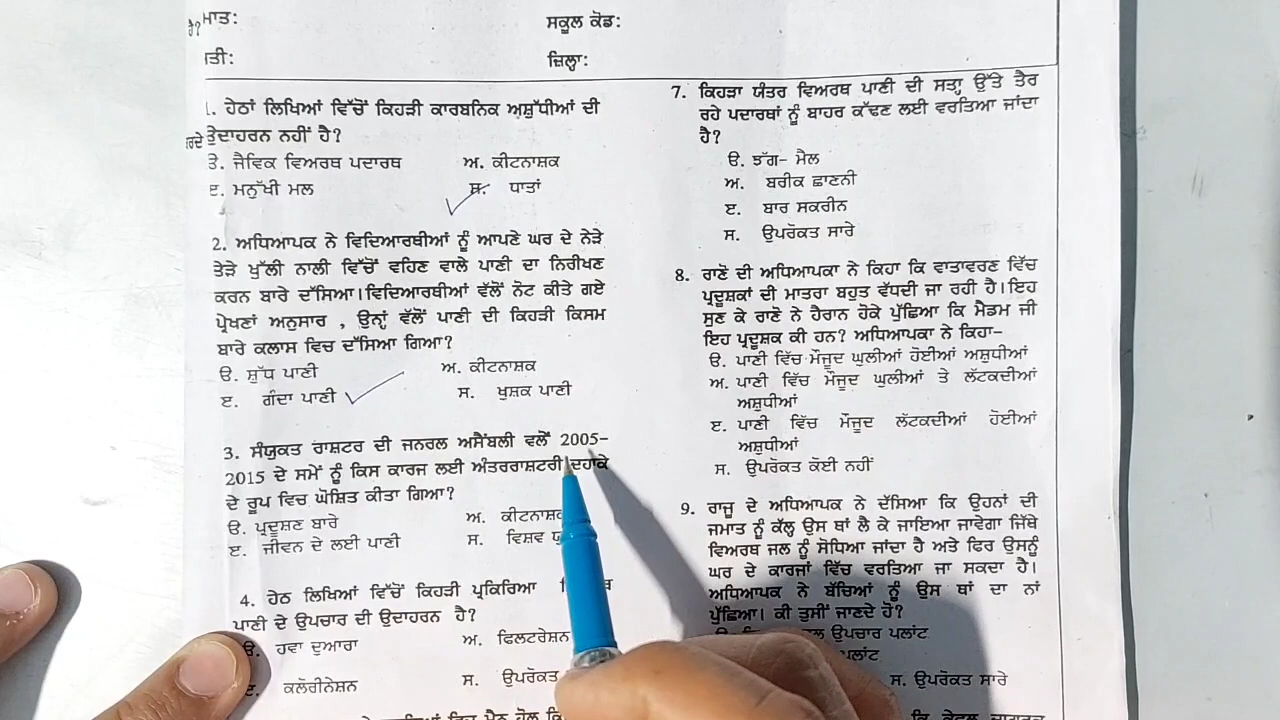 ਹੈ?
ਮਾਤ:
ਸਕੂਲ ਕੋਡ:
ਤੀ:
ਜ਼ਿਲ੍ਹਾ:
1. ਹੇਠਾਂ ਲਿਖਿਆਂ ਵਿੱਚੋਂ ਕਿਹੜੀ ਕਾਰਬਨਿਕ ਅਸ਼ੁੱਧੀਆਂ ਦੀ
ਉਦਾਹਰਨ ਨਹੀਂ ਹੈ?
ਜੈਵਿਕ ਵਿਅਰਥ ਪਦਾਰਥ ਅ. ਕੀਟਨਾਸ਼ਕ
ੲ. ਮਨੁੱਖੀ ਮਲ ਸ. ਧਾਤਾਂ
2. ਅਧਿਆਪਕ ਨੇ ਵਿਦਿਆਰਥੀਆਂ ਨੂੰ ਆਪਣੇ ਘਰ ਦੇ ਨੇੜੇ
ਤੇੜੇ ਖੁੱਲੀ ਨਾਲੀ ਵਿੱਚੋਂ ਵਹਿਣ ਵਾਲੇ ਪਾਣੀ ਦਾ ਨਿਰੀਖਣ
ਕਰਨ ਬਾਰੇ ਦੱਸਿਆ।ਵਿਦਿਆਰਥੀਆਂ ਵੱਲੋਂ ਨੋਟ ਕੀਤੇ ਗਏ
ਪ੍ਰੇਖਣਾਂ ਅਨੁਸਾਰ , ਉਨ੍ਹਾਂ ਵੱਲੋਂ ਪਾਣੀ ਦੀ ਕਿਹੜੀ ਕਿਸਮ
ਬਾਰੇ ਕਲਾਸ ਵਿਚ ਦੱਸਿਆ ਗਿਆ?
ੳ. ਸ਼ੁੱਧ ਪਾਣੀ ਅ. ਕੀਟਨਾਸ਼ਕ
ੲ. ਗੰਦਾ ਪਾਣੀ ਸ. ਖੁਸ਼ਕ ਪਾਣੀ
3. ਸੰਯੁਕਤ ਰਾਸ਼ਟਰ ਦੀ ਜਨਰਲ ਅਸੈਂਬਲੀ ਵਲੋਂ 2005-
2015 ਦੇ ਸਮੇਂ ਨੂੰ ਕਿਸ ਕਾਰਜ ਲਈ ਅੰਤਰਰਾਸ਼ਟਰੀ ਦਹਾਕੇ
ਦੇ ਰੂਪ ਵਿਚ ਘੋਸ਼ਿਤ ਕੀਤਾ ਗਿਆ?
ੳ. ਪ੍ਰਦੂਸ਼ਣ ਬਾਰੇ ਅ. ਕੀਟਨਾਸ਼ਕ
ੲ. ਜੀਵਨ ਦੇ ਲਈ ਪਾਣੀ ਸ. ਵਿਸ਼ਵ
4. ਹੇਠ ਲਿਖਿਆਂ ਵਿੱਚੋਂ ਕਿਹੜੀ ਪ੍ਰਕਿਰਿਆ
ਪਾਣੀ ਦੇ ਉਪਚਾਰ ਦੀ ਉਦਾਹਰਨ ਹੈ?
ੳ. ਹਵਾ ਦੁਆਰਾ ਅ. ਫਿਲਟਰੇਸ਼ਨ
ੲ. ਕਲੋਰੀਨੇਸ਼ਨ ਸ. ਉਪਰੋਕਤ
7. ਕਿਹੜਾ ਯੰਤਰ ਵਿਅਰਥ ਪਾਣੀ ਦੀ ਸਤ੍ਹਾ ਉੱਤੇ ਤੈਰ
ਰਹੇ ਪਦਾਰਥਾਂ ਨੂੰ ਬਾਹਰ ਕੱਢਣ ਲਈ ਵਰਤਿਆ ਜਾਂਦਾ
ਹੈ?
ੳ. ਝੱਗ- ਮੈਲ
ਅ. ਬਰੀਕ ਛਾਣਨੀ
ੲ. ਬਾਰ ਸਕਰੀਨ
ਸ. ਉਪਰੋਕਤ ਸਾਰੇ
8. ਰਾਣੋ ਦੀ ਅਧਿਆਪਕਾ ਨੇ ਕਿਹਾ ਕਿ ਵਾਤਾਵਰਣ ਵਿੱਚ
ਪ੍ਰਦੂਸ਼ਕਾਂ ਦੀ ਮਾਤਰਾ ਬਹੁਤ ਵੱਧਦੀ ਜਾ ਰਹੀ ਹੈ।ਇਹ
ਸੁਣ ਕੇ ਰਾਣੋ ਨੇ ਹੈਰਾਨ ਹੋਕੇ ਪੁੱਛਿਆ ਕਿ ਮੈਡਮ ਜੀ
ਇਹ ਪ੍ਰਦੂਸ਼ਕ ਕੀ ਹਨ? ਅਧਿਆਪਕਾ ਨੇ ਕਿਹਾ-
ੳ. ਪਾਣੀ ਵਿੱਚ ਮੌਜੂਦ ਘੁਲੀਆਂ ਹੋਈਆਂ ਅਸ਼ੁਧੀਆਂ
ਅ. ਪਾਣੀ ਵਿੱਚ ਮੌਜੂਦ ਘੁਲੀਆਂ ਤੇ ਲੱਟਕਦੀਆਂ
ਅਸ਼ੁਧੀਆਂ
ੲ. ਪਾਣੀ ਵਿੱਚ ਮੌਜੂਦ ਲੱਟਕਦੀਆਂ ਹੋਈਆਂ
ਅਸ਼ੁਧੀਆਂ
ਸ. ਉਪਰੋਕਤ ਕੋਈ ਨਹੀਂ
9. ਰਾਜੂ ਦੇ ਅਧਿਆਪਕ ਨੇ ਦੱਸਿਆ ਕਿ ਉਹਨਾਂ ਦੀ
ਜਮਾਤ ਨੂੰ ਕੱਲ੍ਹ ਉਸ ਥਾਂ ਲੈ ਕੇ ਜਾਇਆ ਜਾਵੇਗਾ ਜਿੱਥੇ
ਵਿਅਰਥ ਜਲ ਨੂੰ ਸੋਧਿਆ ਜਾਂਦਾ ਹੈ ਅਤੇ ਫਿਰ ਉਸਨੂੰ
ਘਰ ਦੇ ਕਾਰਜਾਂ ਵਿੱਚ ਵਰਤਿਆ ਜਾ ਸਕਦਾ ਹੈ।
ਅਧਿਆਪਕ ਨੇ ਬੱਚਿਆਂ ਨੂੰ ਉਸ ਥਾਂ ਦਾ ਨਾਂ
ਪੁੱਛਿਆ। ਕੀ ਤੁਸੀਂ ਜਾਣਦੇ ਹੋ?
ਉਪਚਾਰ ਪਲਾਂਟ
ਪਲਾਂਟ
ਸ. ਉਪਰੋਕਤ ਸਾਰੇ